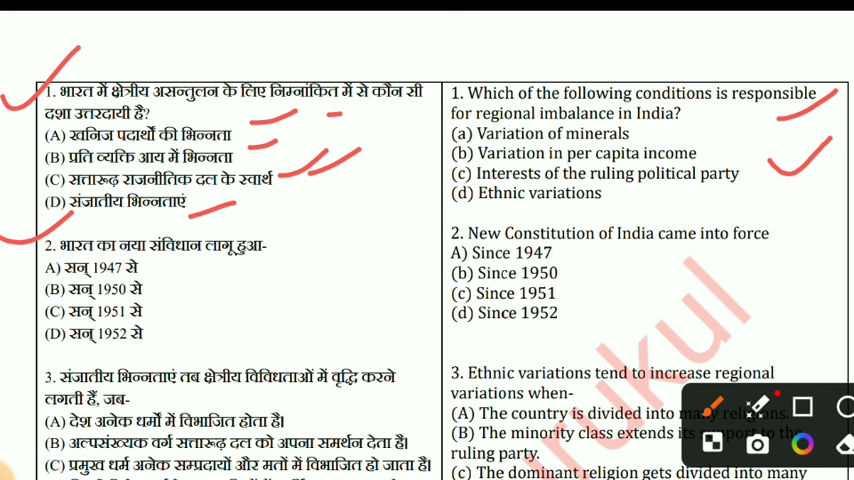 1. भारत में क्षेत्रीय असन्तुलन के लिए निम्नांकित में से कौन सी
दशा उत्तरदायी है?
(A) खनिज पदार्थों की भिन्नता
(B) प्रति व्यक्ति आय में भिन्नता
(C) सत्तारूढ़ राजनीतिक दल के स्वार्थ
(D) संजातीय भिन्नताएं
2. भारत का नया संविधान लागू हुआ-
A) सन् 1947 से
(B) सन् 1950 से
(C) सन् 1951 से
(D) सन् 1952 से
3. संजातीय भिन्नताएं तब क्षेत्रीय विविधताओं में वृद्धि करने
लगती हैं, जब-
(A) देश अनेक धर्मों में विभाजित होता है।
(B) अल्पसंख्यक वर्ग सत्तारूढ़ दल को अपना समर्थन देता है।
(C) प्रमुख धर्म अनेक सम्प्रदायों और मतों में विभाजित हो जाता है।
1. Which of the following conditions is responsible
for regional imbalance in India?
(a) Variation of minerals
(b) Variation in per capita income
(c) Interests of the ruling political party
(d) Ethnic variations
2. New Constitution of India came into force
A) Since 1947
(b) Since 1950
(c) Since 1951
(d) Since 1952
3. Ethnic variations tend to increase regional
variations when-
(A) The country is divided into many religions.
(B) The minority class extends its support to the
ruling party.
(c) The dominant religion gets divided into many
urukul